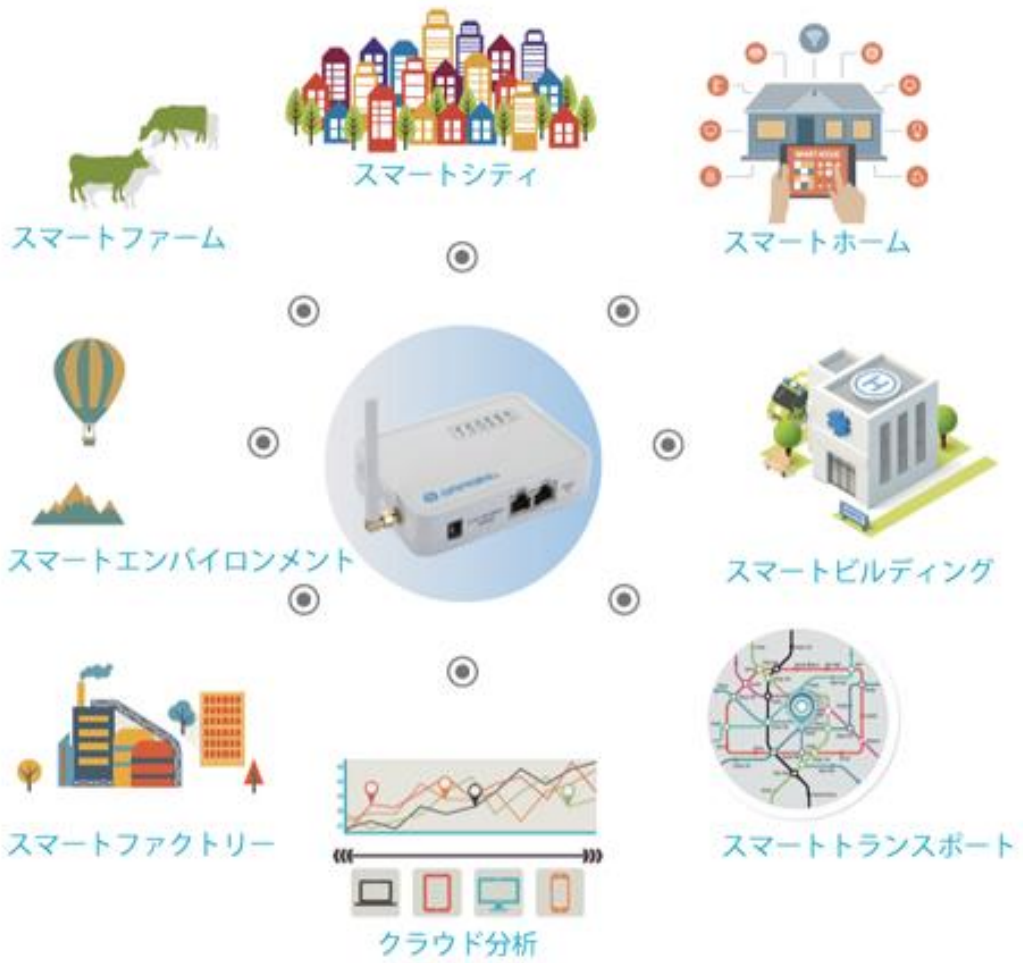 スマートシティ
スマートファーム
スマートホーム
SMART HOUSE
スマートエンバイロンメント
スマートビルディング
スマートファクトリー
スマートトランスポート
クラウド分析